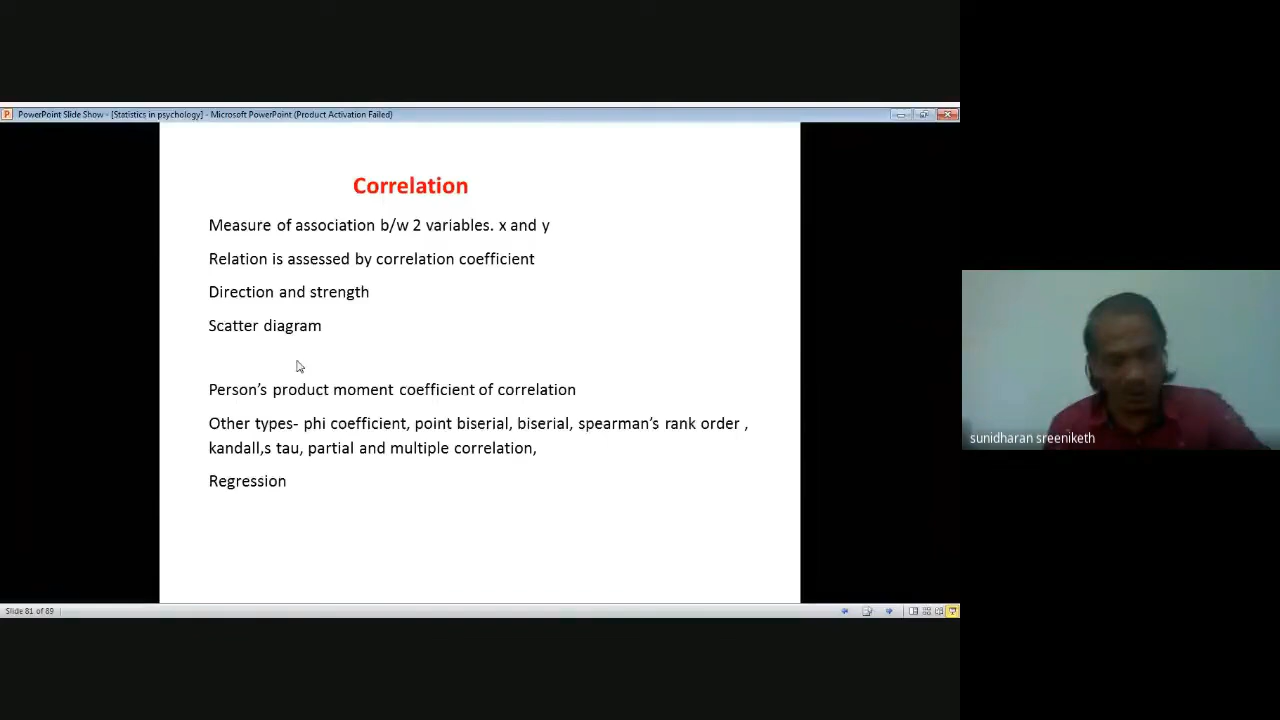 PowerPoint Slide Show - [Statistics in psychology] - Microsoft PowerPoint (Product Activation Failed)
Correlation
Measure of association b/w 2 variables. x and y
Relation is assessed by correlation coefficient
Direction and strength
Scatter diagram
Person’s product moment coefficient of correlation
Other types- phi coefficient, point biserial, biserial, spearman’s rank order ,
kandall,s tau, partial and multiple correlation,
Regression
sunidharan sreeniketh
Slide 81 of 89